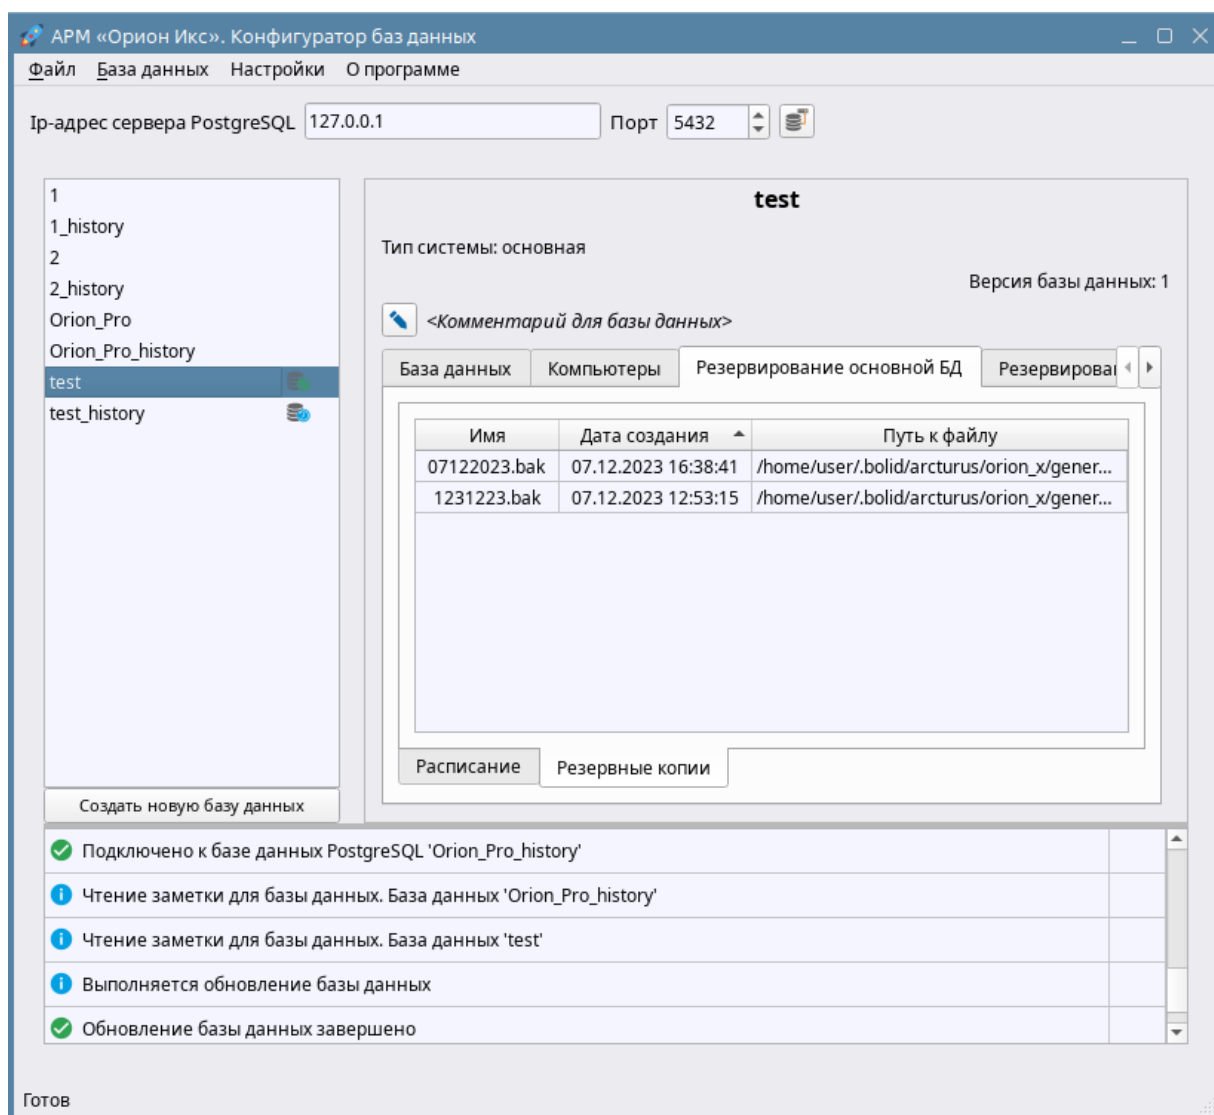 АРМ «Орион Икс». Конфигуратор баз данных
Файл База данных Настройки О программе
Ip-адрес сервера PostgreSQL 127.0.0.1 Порт 5432
1
1_history
2
2_history
Orion_Pro
Orion_Pro_history
test
test_history
Создать новую базу данных
test
Тип системы: основная
Версия базы данных: 1
<Комментарий для базы данных>
База данных Компьютеры Резервирование основной БД Резервирова
Имя Дата создания Путь к файлу
07122023.bak 07.12.2023 16:38:41 /home/user/.bolid/arcturus/orion_x/gener...
1231223.bak 07.12.2023 12:53:15 /home/user/.bolid/arcturus/orion_x/gener...
Расписание Резервные копии
Подключено к базе данных PostgreSQL 'Orion_Pro_history'
Чтение заметки для базы данных. База данных 'Orion_Pro_history'
Чтение заметки для базы данных. База данных 'test'
Выполняется обновление базы данных
Обновление базы данных завершено
Готов